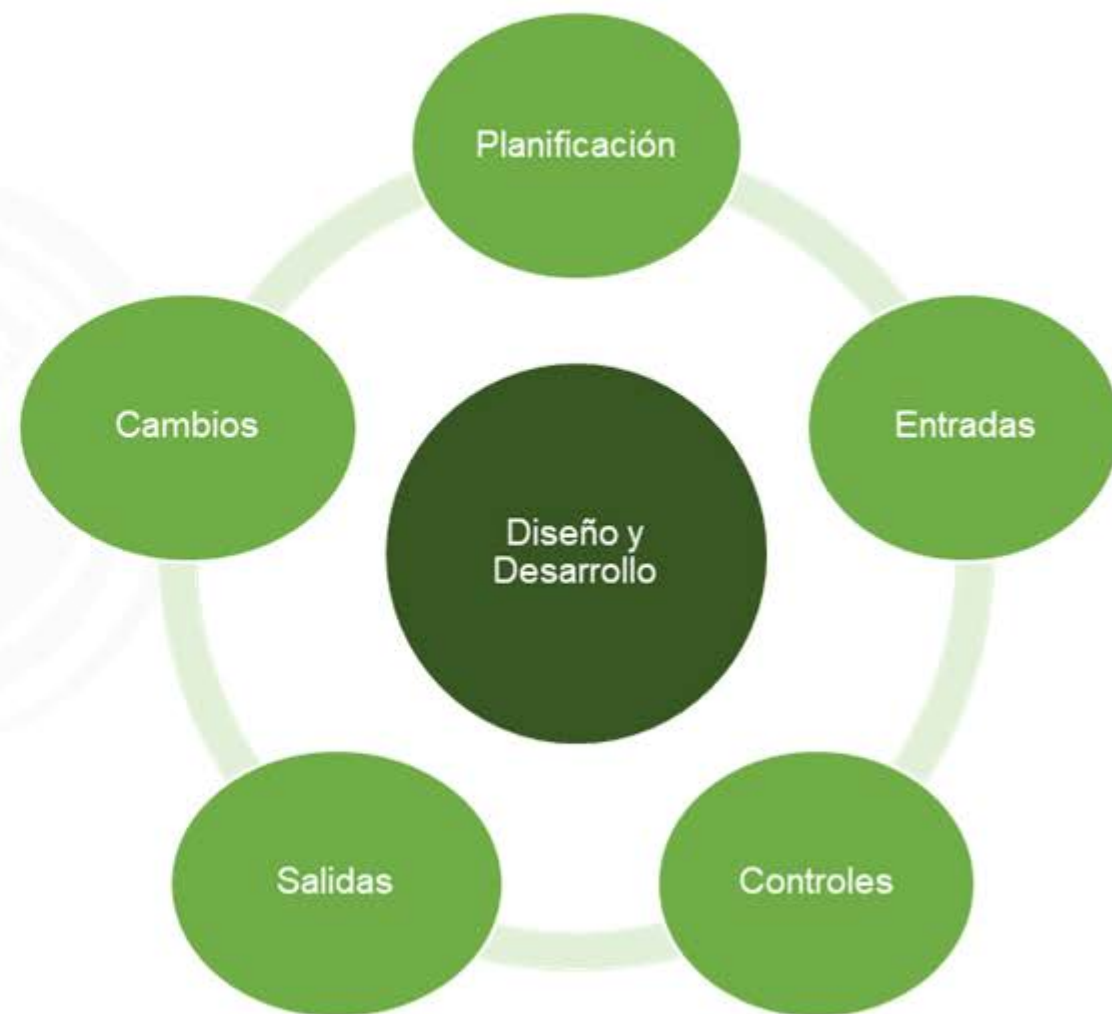 Planificación
Entradas
Controles
Salidas
Cambios
Diseño y
Desarrollo